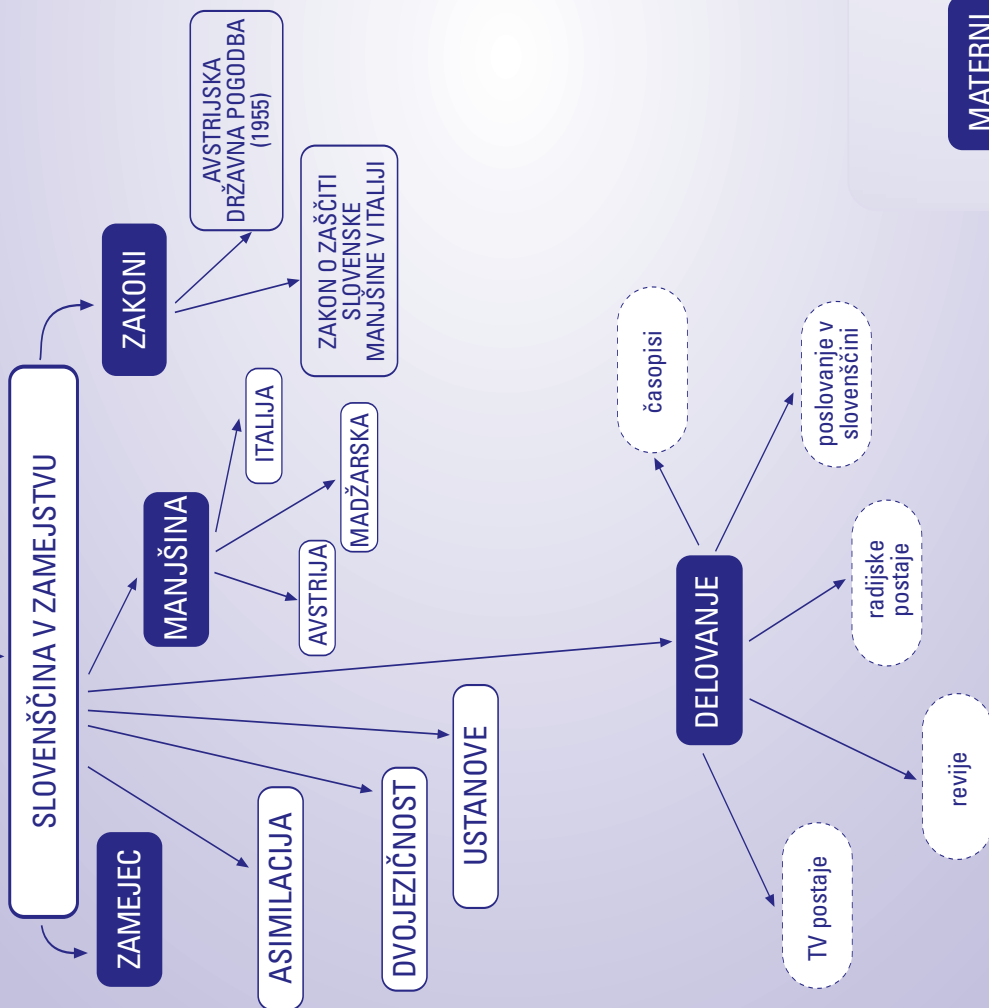 SLOVENŠČINA V ZAMEJSTVU
ZAMEJEC
ASIMILACIJA
DVOJEZIČNOST
USTANOVE
MANJŠINA
AVSTRIJA
MADŽARSKA
ITALIJA
ZAKONI
AVSTRIJSKA
DRŽAVNA POGODBA
(1955)
ZAKON O ZAŠČITI
SLOVENSKE
MANJŠINE V ITALIJI
DELOVANJE
TV postaje
revije
radijske
postaje
poslovanje v
slovenščini
časopisi
MATERNI